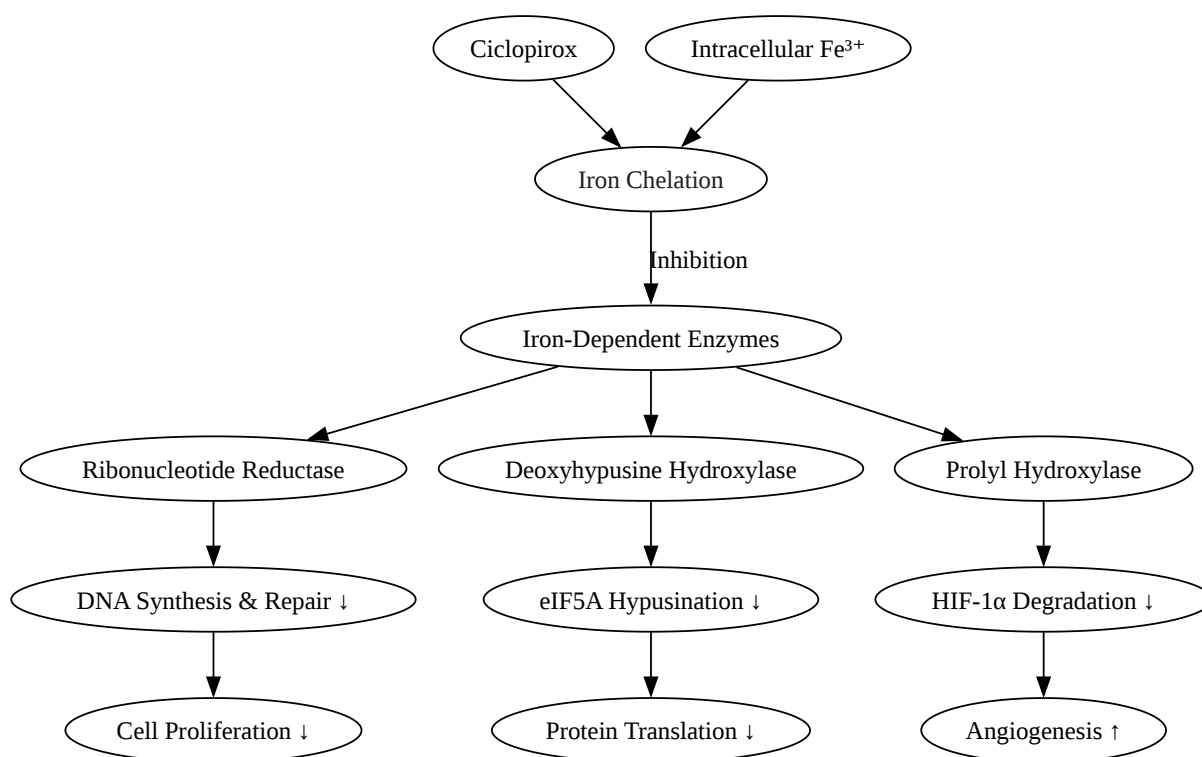 Ciclopirox
Intracellular Fe³⁺
Iron Chelation
Inhibition
Iron-Dependent Enzymes
Ribonucleotide Reductase
Deoxyhypusine Hydroxylase
Prolyl Hydroxylase
DNA Synthesis & Repair ↓
eIF5A Hypusination ↓
HIF-1α Degradation ↓
Cell Proliferation ↓
Protein Translation ↓
Angiogenesis ↑